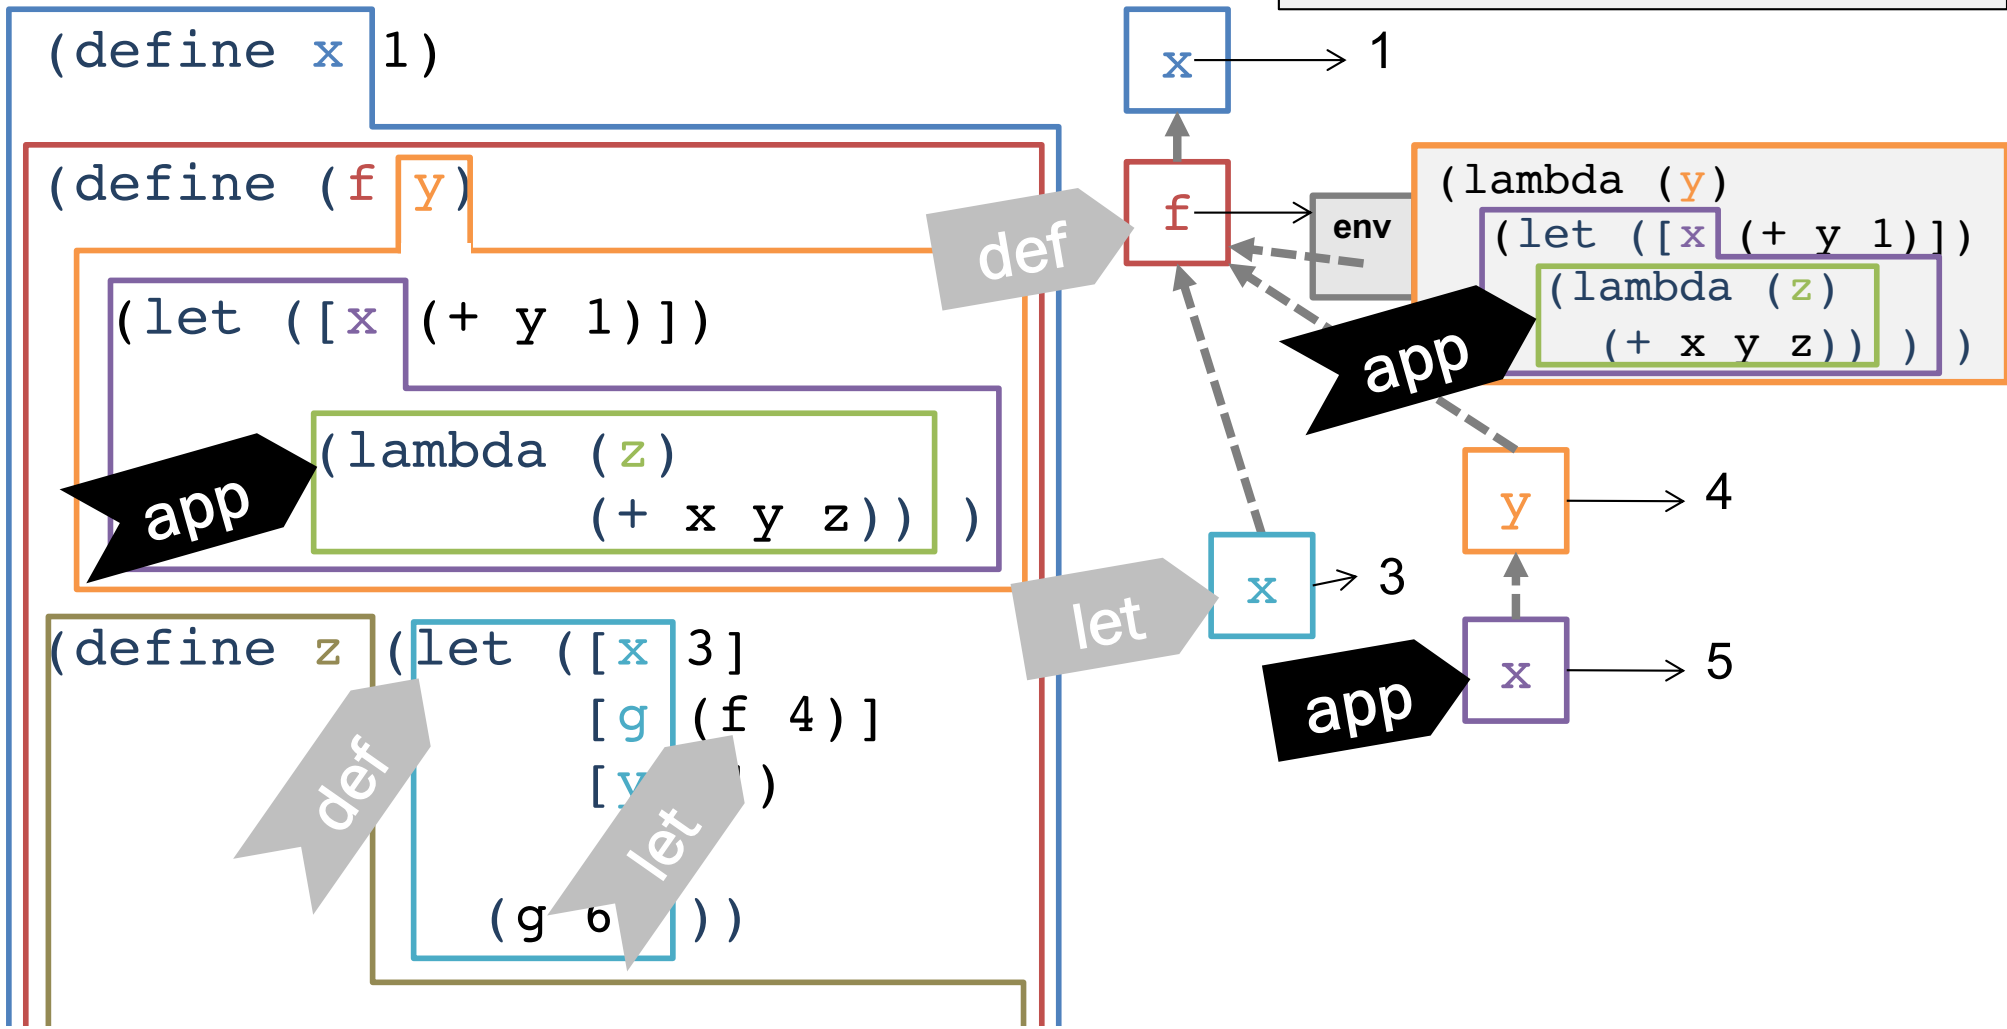 (define x 1)
(define (f y)
(let ([x (+ y 1)])
(lambda (z)
(+ x y z)) )
app
(define z (let ([x 3]
[g (f 4)]
[y )
(g 6 ))
def
let
x 1
def
f
env
(lambda (y)
(let ([x (+ y 1)])
(lambda (z)
(+ x y z)) ) )
app
y 4
let
x 3
app
x 5